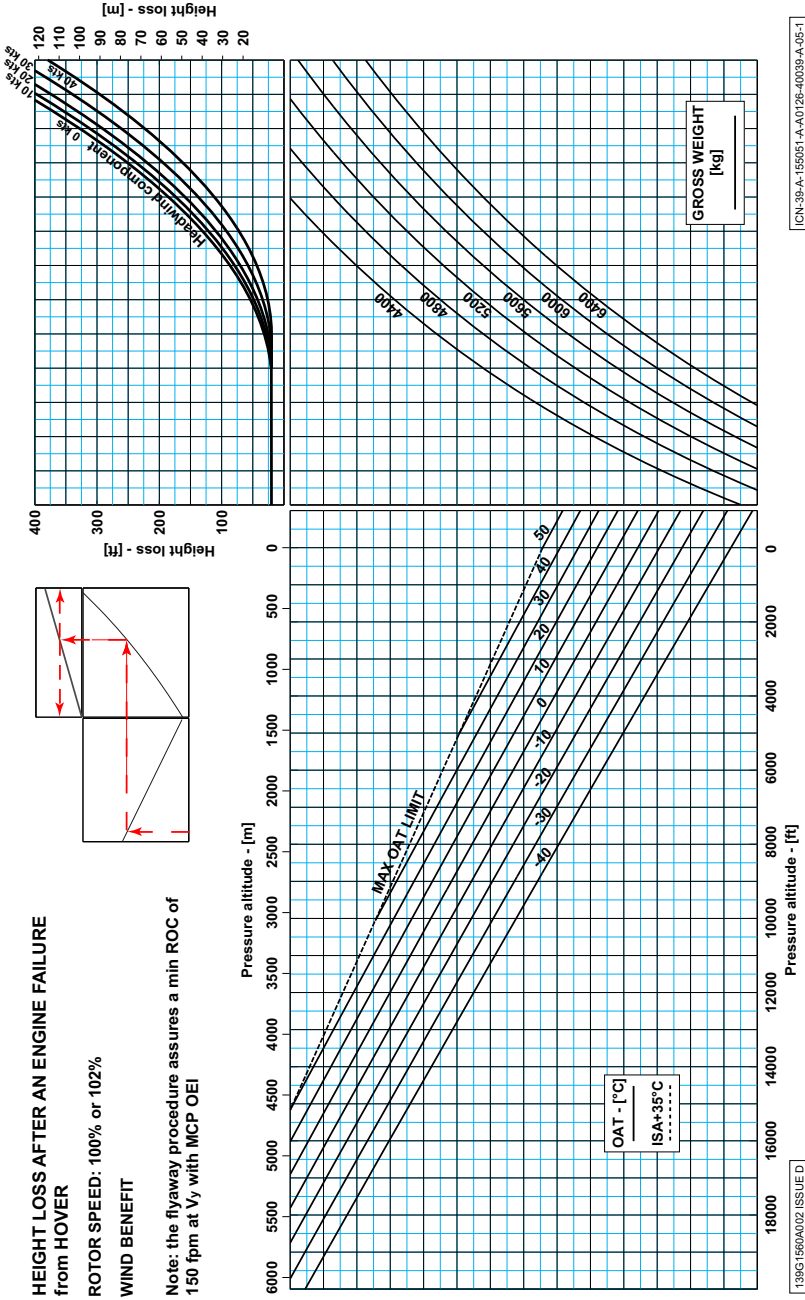 HEIGHT LOSS AFTER AN ENGINE FAILURE
from HOVER
ROTOR SPEED: 100% or 102%
WIND BENEFIT
Note: the flyaway procedure assures a min ROC of
150 fpm at Vy with MCP OEI
Height loss - [m]
120
110
100
90
80
70
60
50
40
30
20
10 kts
20 kts
30 kts
40 kts
0 kts
Headwind component
400
300
200
100
Height loss - [ft]
Pressure altitude - [m]
6000 5500 5000 4500 4000 3500 3000 2500 2000 1500 1000 500 0
MAX OAT LIMIT
50
40
30
20
10
0
-10
-20
-30
-40
OAT - [°C]
ISA+35°C
4400
4800
5200
5600
6000
6400
GROSS WEIGHT
[kg]
18000 16000 14000 12000 10000 8000 6000 4000 2000 0
Pressure altitude - [ft]
139G1560A002 ISSUE D
ICN-39-A-155051-A-A0126-40039-A-05-1